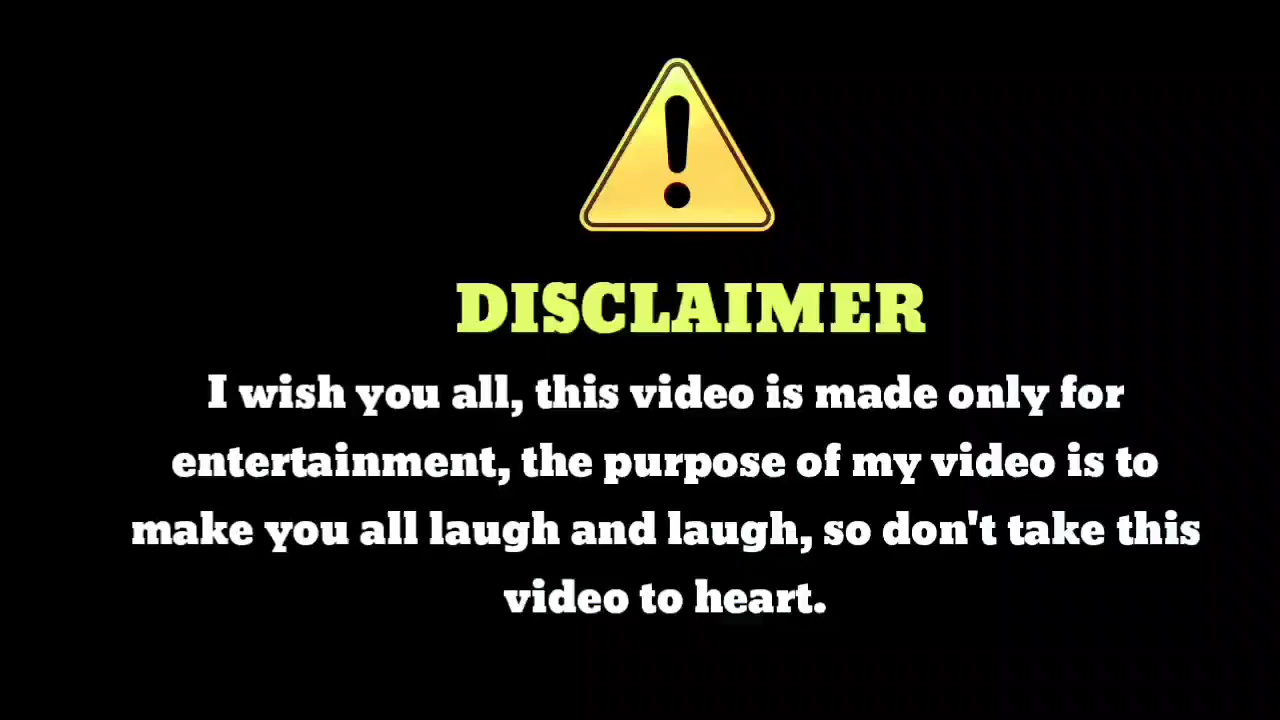 DISCLAIMER
I wish you all, this video is made only for
entertainment, the purpose of my video is to
make you all laugh and laugh, so don't take this
video to heart.